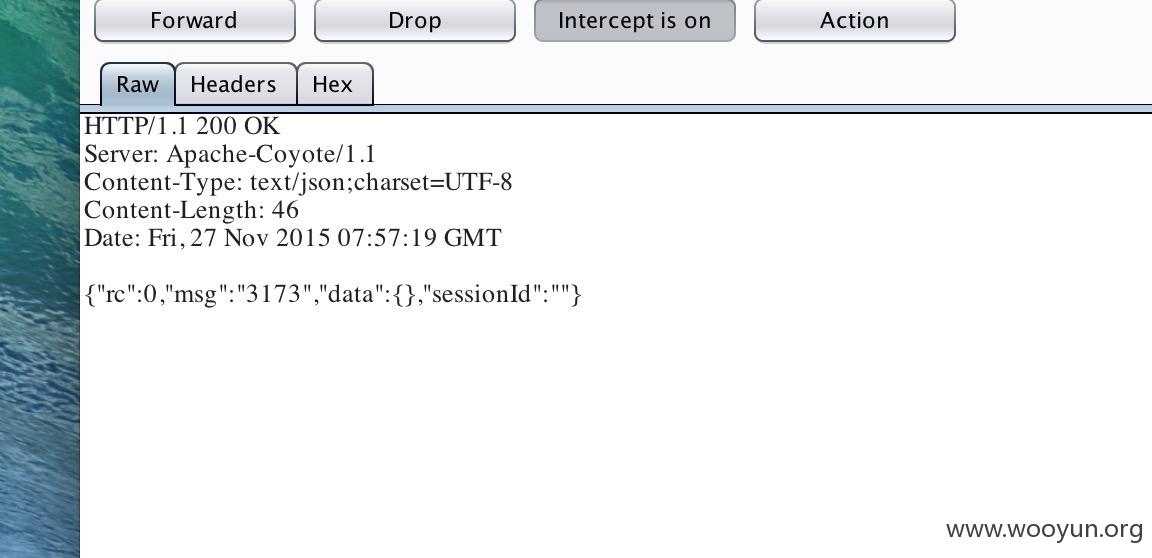 Forward Drop Intercept is on Action
Raw Headers Hex
HTTP/1.1 200 OK
Server: Apache-Coyote/1.1
Content-Type: text/json;charset=UTF-8
Content-Length: 46
Date: Fri, 27 Nov 2015 07:57:19 GMT
{"rc":0,"msg":"3173","data":{},"sessionId":""}
www.wooyun.org